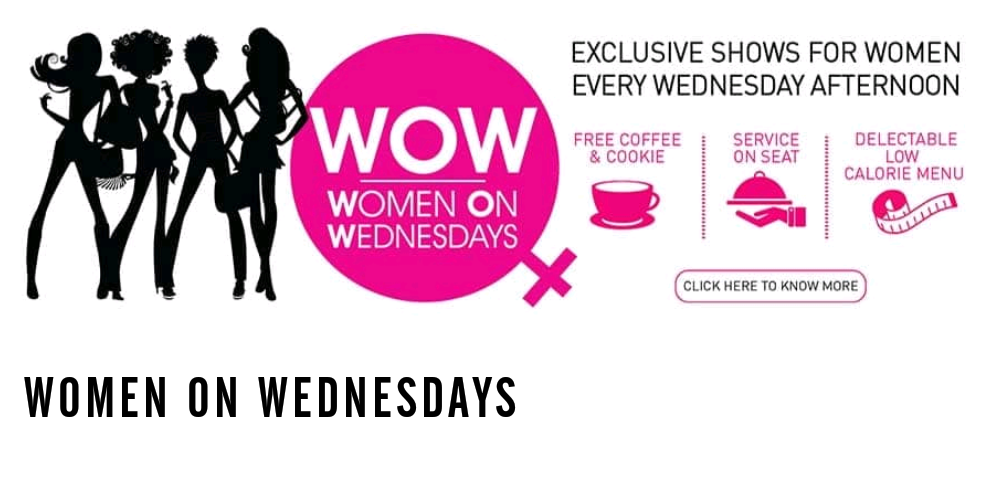 WOW
WOMEN ON
WEDNESDAYS
EXCLUSIVE SHOWS FOR WOMEN
EVERY WEDNESDAY AFTERNOON
FREE COFFEE
& COOKIE
SERVICE
ON SEAT
DELECTABLE
LOW
CALORIE MENU
CLICK HERE TO KNOW MORE
WOMEN ON WEDNESDAYS